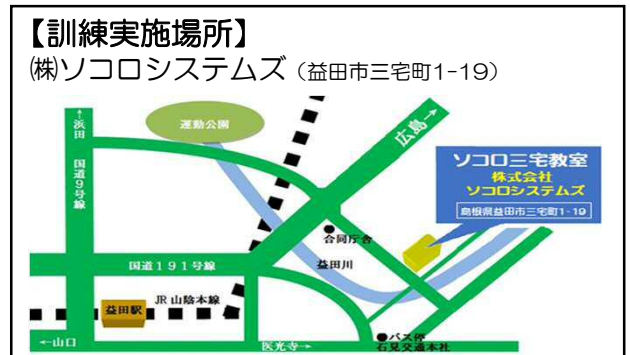 【訓練実施場所】
㈱ソコロシステムズ（益田市三宅町1-19）
←浜田
運動公園
広島→
国道9号線
ソコロ三宅教室
株式会社
ソコロシステムズ
島根県益田市三宅町1-19
合同庁舎
国道191号線
益田川
JR山陰本線
益田駅
バス停
石見交通本社
←山口
医光寺→